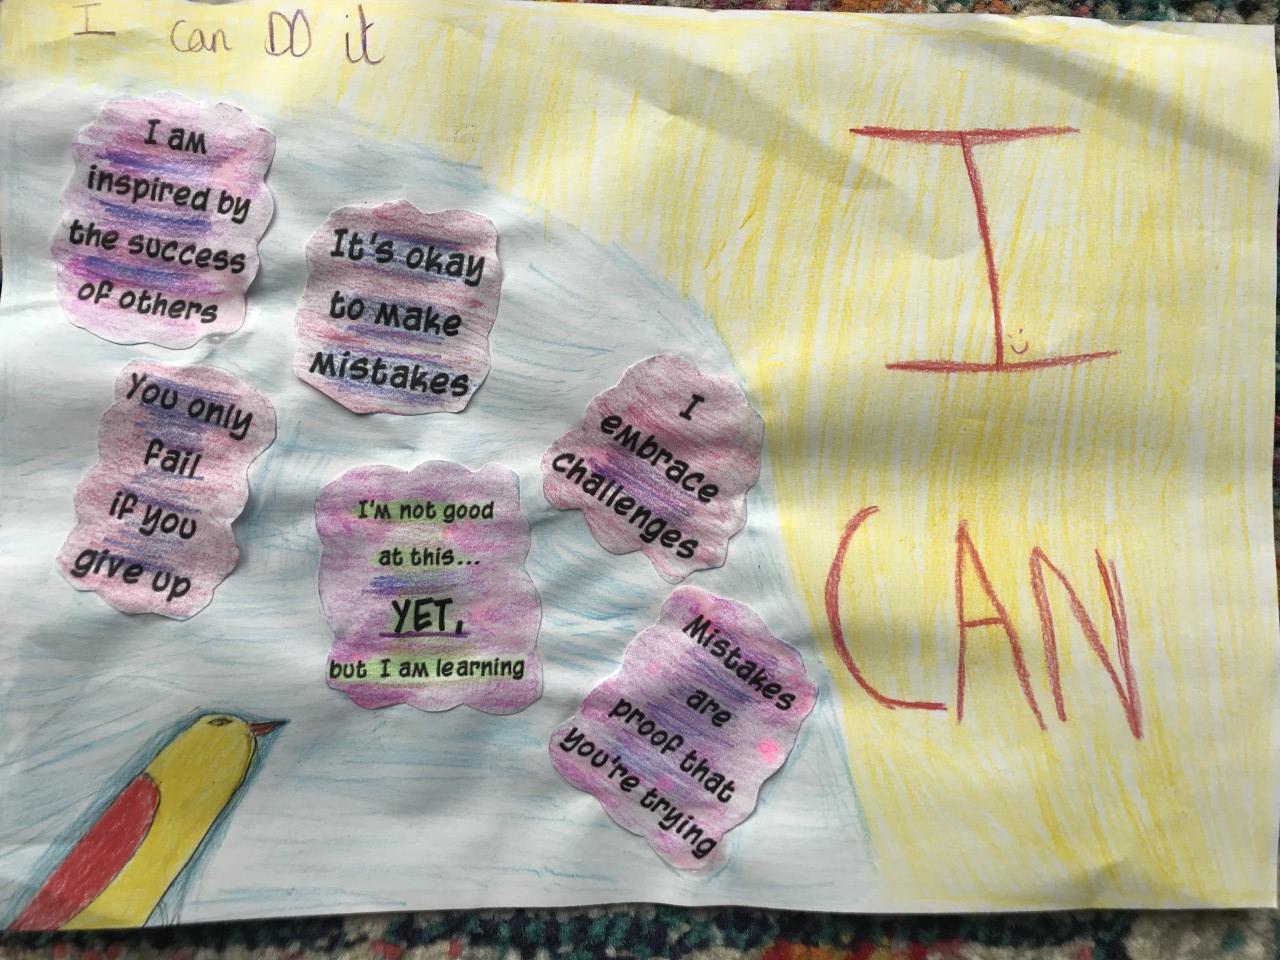 I can DO it
I am
inspired by
the success
of others
It's okay
to make
mistakes
You only
fail
if you
give up
I'm not good
at this...
YET,
but I am learning
I
embrace
challenges
Mistakes
are
proof that
you're trying
I
CAN